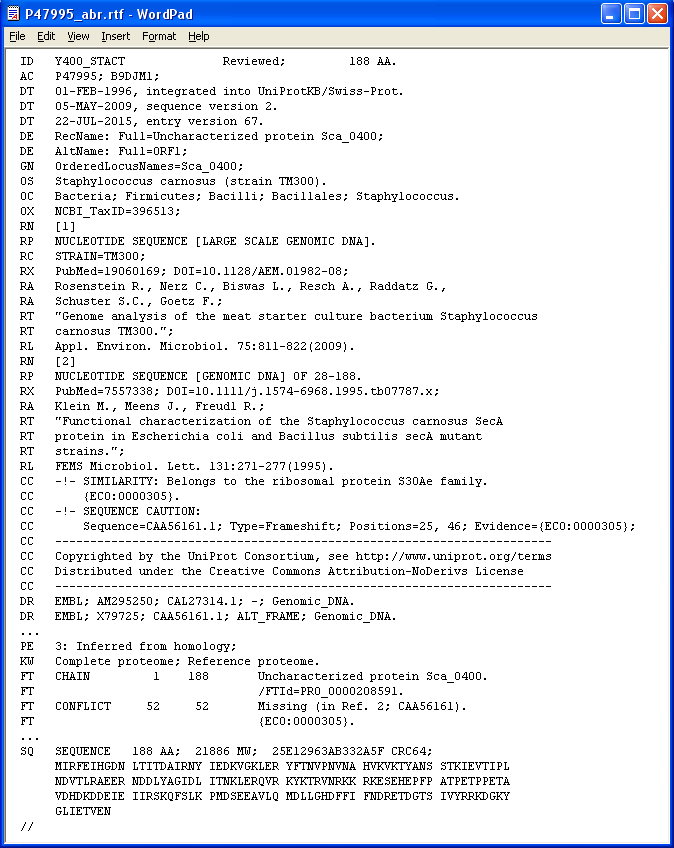 P47995_abr.rtf - WordPad
File Edit View Insert Format Help
ID   Y400_STACT              Reviewed;         188 AA.
AC   P47995; B9DJM1;
DT   01-FEB-1996, integrated into UniProtKB/Swiss-Prot.
DT   05-MAY-2009, sequence version 2.
DT   22-JUL-2015, entry version 67.
DE   RecName: Full=Uncharacterized protein Sca_0400;
DE   AltName: Full=ORF1;
GN   OrderedLocusNames=Sca_0400;
OS   Staphylococcus carnosus (strain TM300).
OC   Bacteria; Firmicutes; Bacilli; Bacillales; Staphylococcus.
OX   NCBI_TaxID=396513;
RN   [1]
RP   NUCLEOTIDE SEQUENCE [LARGE SCALE GENOMIC DNA].
RC   STRAIN=TM300;
RX   PubMed=19060169; DOI=10.1128/AEM.01982-08;
RA   Rosenstein R., Nerz C., Biswas L., Resch A., Raddatz G.,
RA   Schuster S.C., Goetz F.;
RT   "Genome analysis of the meat starter culture bacterium Staphylococcus
RT   carnosus TM300.";
RL   Appl. Environ. Microbiol. 75:811-822(2009).
RN   [2]
RP   NUCLEOTIDE SEQUENCE [GENOMIC DNA] OF 28-188.
RX   PubMed=7557338; DOI=10.1111/j.1574-6968.1995.tb07787.x;
RA   Klein M., Meens J., Freudl R.;
RT   "Functional characterization of the Staphylococcus carnosus SecA
RT   protein in Escherichia coli and Bacillus subtilis secA mutant
RT   strains.";
RL   FEMS Microbiol. Lett. 131:271-277(1995).
CC   -!- SIMILARITY: Belongs to the ribosomal protein S30Ae family.
CC       {ECO:0000305}.
CC   -!- SEQUENCE CAUTION:
CC       Sequence=CAA56161.1; Type=Frameshift; Positions=25, 46; Evidence={ECO:0000305};
CC   -----------------------------------------------------------------------
CC   Copyrighted by the UniProt Consortium, see http://www.uniprot.org/terms
CC   Distributed under the Creative Commons Attribution-NoDerivs License
CC   -----------------------------------------------------------------------
DR   EMBL; AM295250; CAL27314.1; -; Genomic_DNA.
DR   EMBL; X79725; CAA56161.1; ALT_FRAME; Genomic_DNA.
...
PE   3: Inferred from homology;
KW   Complete proteome; Reference proteome.
FT   CHAIN         1    188       Uncharacterized protein Sca_0400.
FT                                /FTId=PRO_0000208591.
FT   CONFLICT     52     52       Missing (in Ref. 2; CAA56161).
FT                                {ECO:0000305}.
...
SQ   SEQUENCE   188 AA;  21886 MW;  25E12963AB332A5F CRC64;
     MIRFEIHGDN LTITDAIRNY IEDKVGKLER YFTNVPNVNA HVKVKTYANS STKIEVTIPL
     NDVTLRAEER NDDLYAGIDL ITNKLERQVR KYKTRVNRKK RKESEHEPFP ATPETPPETA
     VDHDKDDEIE IIRSKQFSLK PMDSEEAVLQ MDLLGHDFFI FNDRETDGTS IVYRRKDGKY
     GLIETVEN
//